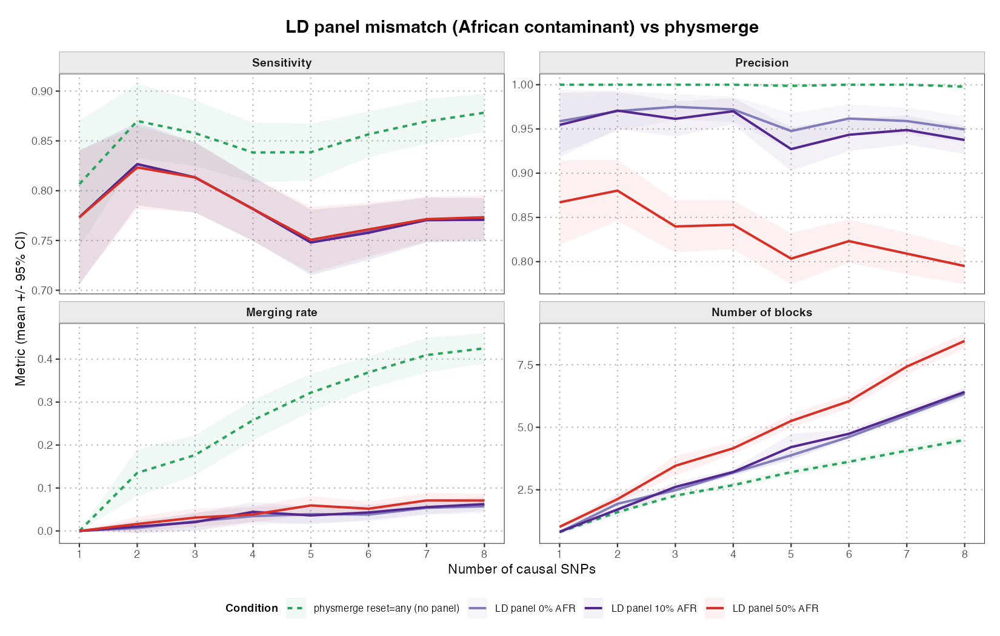 LD panel mismatch (African contaminant) vs physmerge
Sensitivity
Precision
0.90
0.85
0.80
0.75
0.70
1.00
0.95
0.90
0.85
0.80
Merging rate
Number of blocks
0.4
0.3
0.2
0.1
0.0
7.5
5.0
2.5
1 2 3 4 5 6 7 8
1 2 3 4 5 6 7 8
Metric (mean +/- 95% CI)
Number of causal SNPs
Condition physmerge reset=any (no panel) LD panel 0% AFR LD panel 10% AFR LD panel 50% AFR